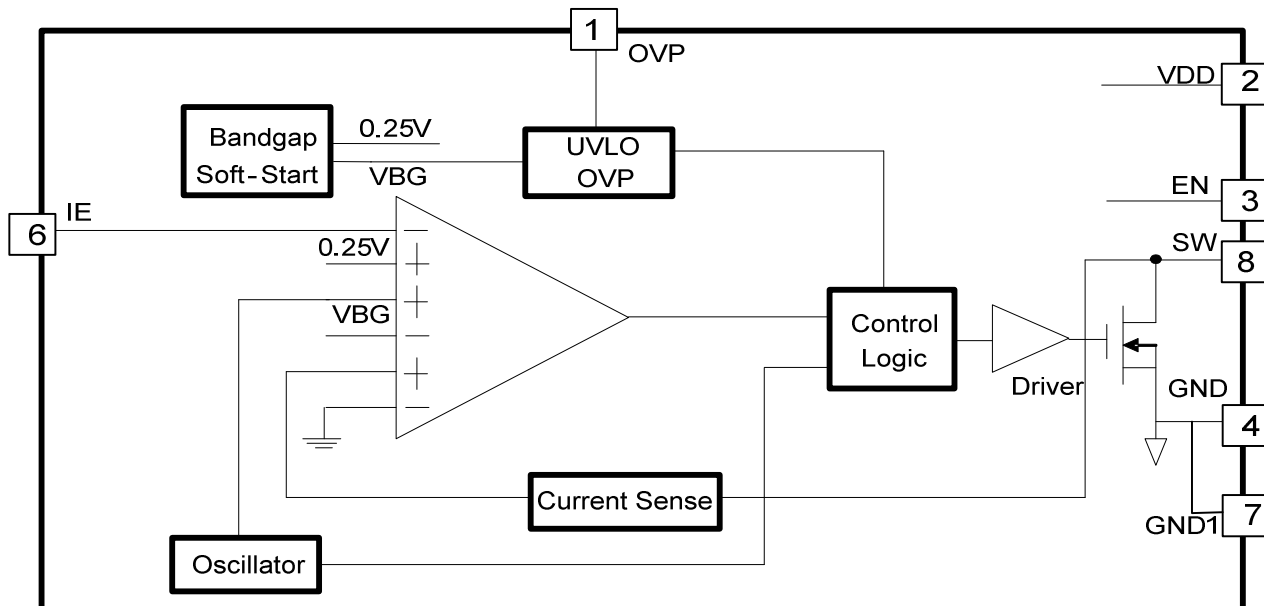 1
OVP
VDD
2
Bandgap
Soft-Start
0.25V
VBG
UVLO
OVP
EN
3
6
IE
SW
8
0.25V
VBG
Control
Logic
Driver
GND
4
Current Sense
GND1
7
Oscillator